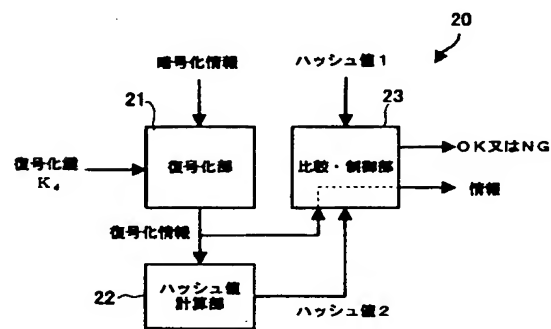 20
暗号化情報
ハッシュ値1
21
23
復号化鍵
K_d
復号化部
比較・制御部
OK又はNG
情報
復号化情報
22
ハッシュ値
計算部
ハッシュ値2